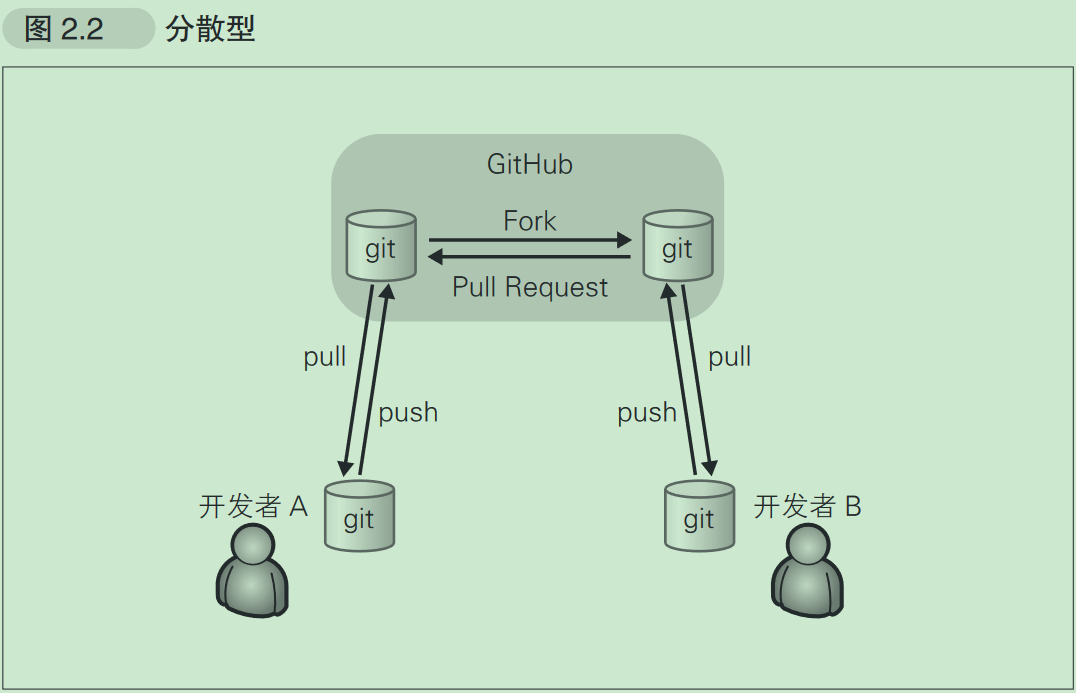 图 2.2 分散型
GitHub
Fork
git
git
Pull Request
pull
pull
push
push
开发者 A
git
git
开发者 B